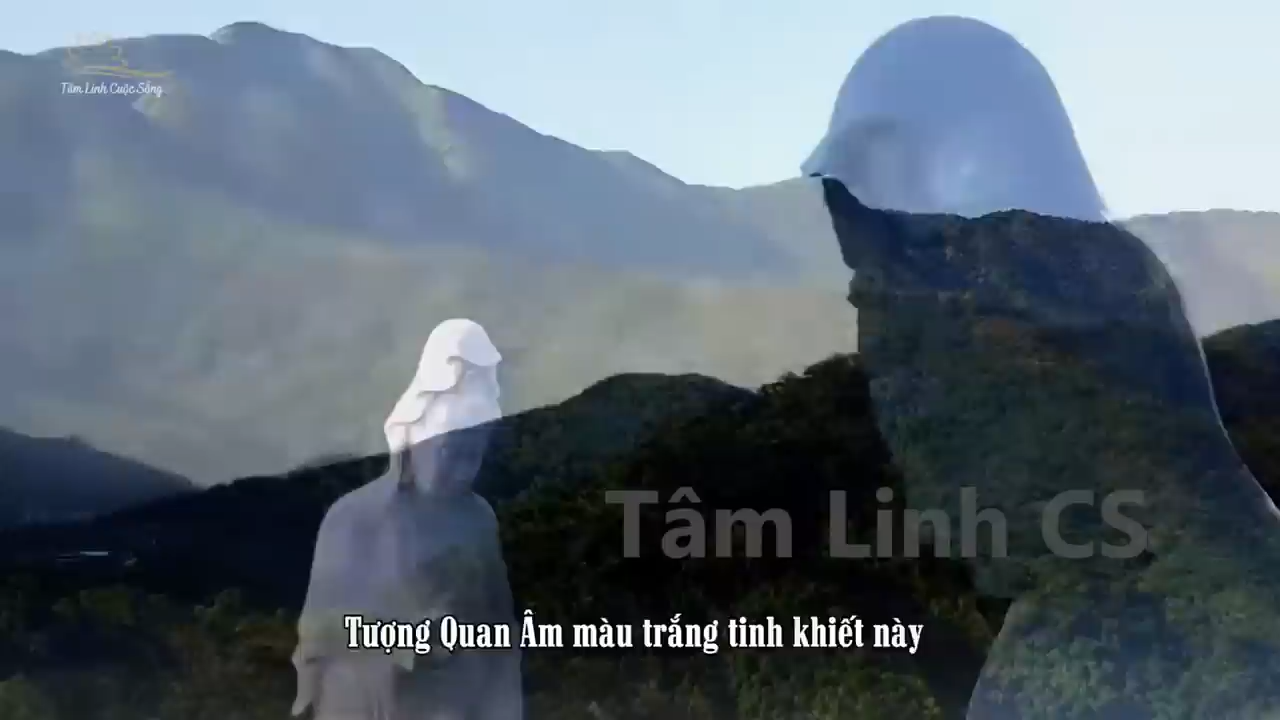 Tâm Linh Cuộc Sống
Tâm Linh CS
Tượng Quan Âm màu trắng tinh khiết này